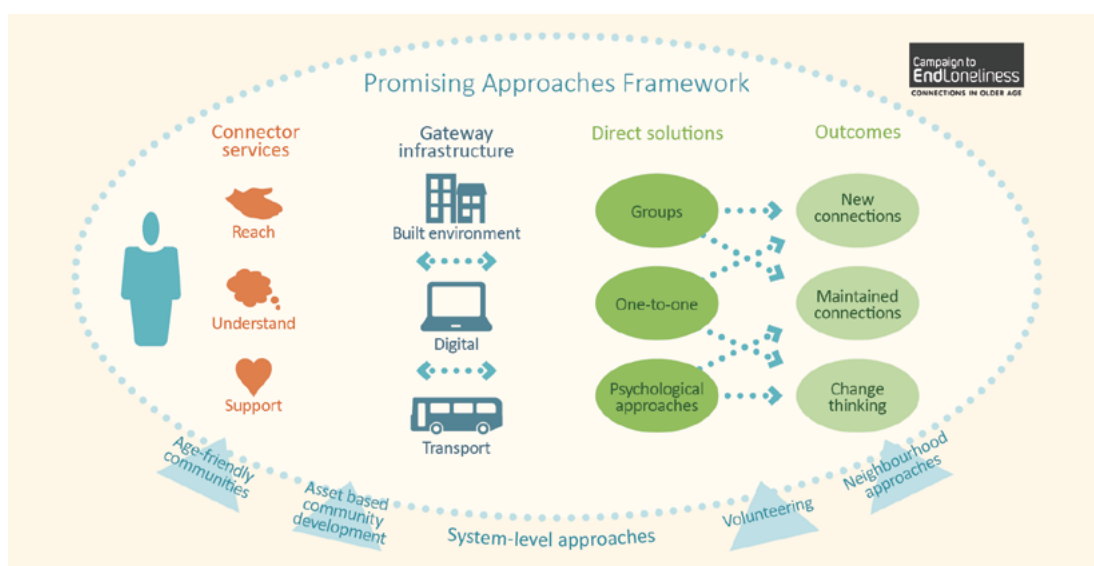 Promising Approaches Framework
Campaign to
EndLoneliness
CONNECTIONS IN OLDER AGE
Connector
services
Reach
Understand
Support
Gateway
infrastructure
Built environment
Digital
Transport
Direct solutions
Groups
One-to-one
Psychological
approaches
Outcomes
New
connections
Maintained
connections
Change
thinking
Age-friendly
communities
Asset based
community
development
System-level approaches
Volunteering
Neighbourhood
approaches